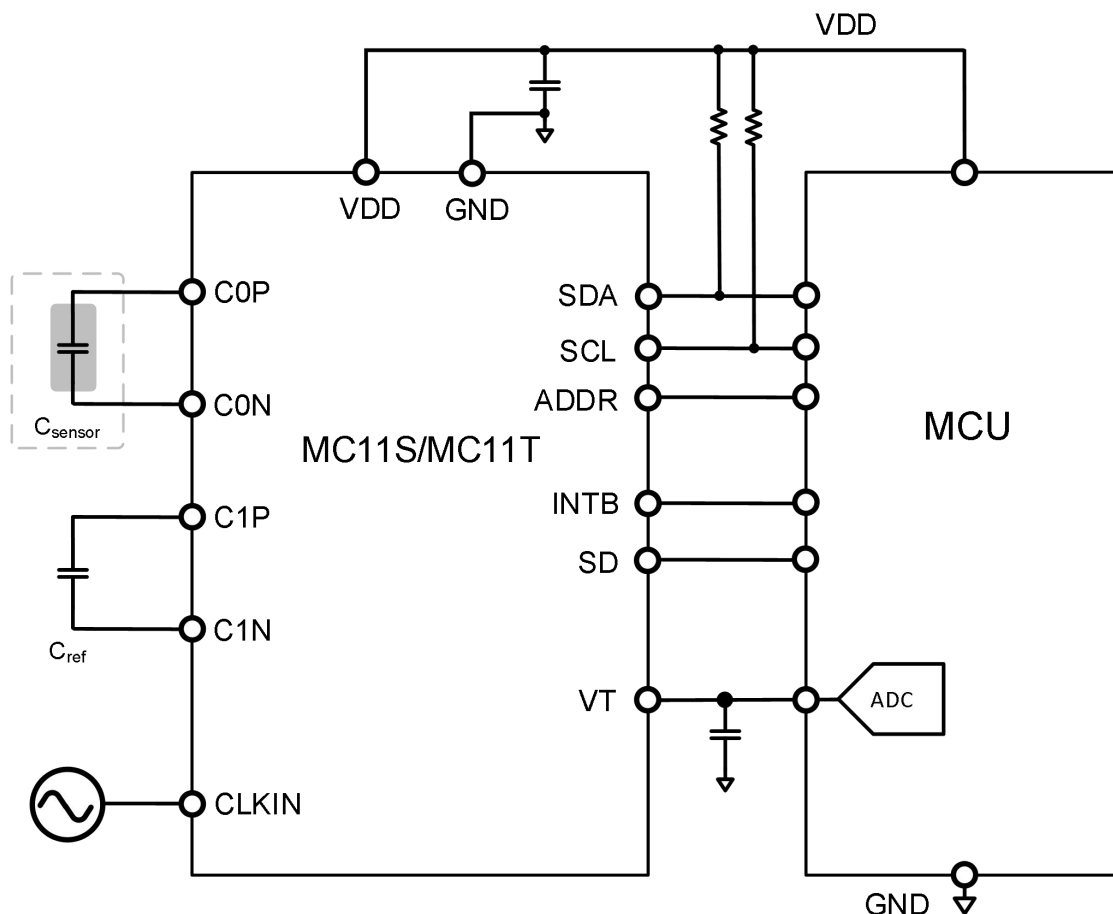 VDD
VDD
GND
C0P
SDA
SCL
C0N
ADDR
Csensor
MC11S/MC11T
MCU
C1P
INTB
SD
C1N
Cref
VT
ADC
CLKIN
GND